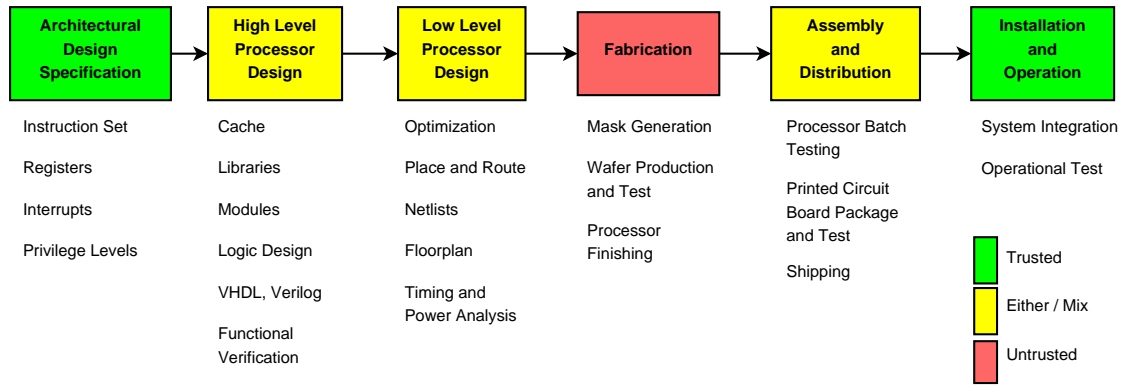 Architectural
Design
Specification
High Level
Processor
Design
Low Level
Processor
Design
Fabrication
Assembly
and
Distribution
Installation
and
Operation
Instruction Set
Registers
Interrupts
Privilege Levels
Cache
Libraries
Modules
Logic Design
VHDL, Verilog
Functional
Verification
Optimization
Place and Route
Netlists
Floorplan
Timing and
Power Analysis
Mask Generation
Wafer Production
and Test
Processor
Finishing
Processor Batch
Testing
Printed Circuit
Board Package
and Test
Shipping
System Integration
Operational Test
Trusted
Either / Mix
Untrusted